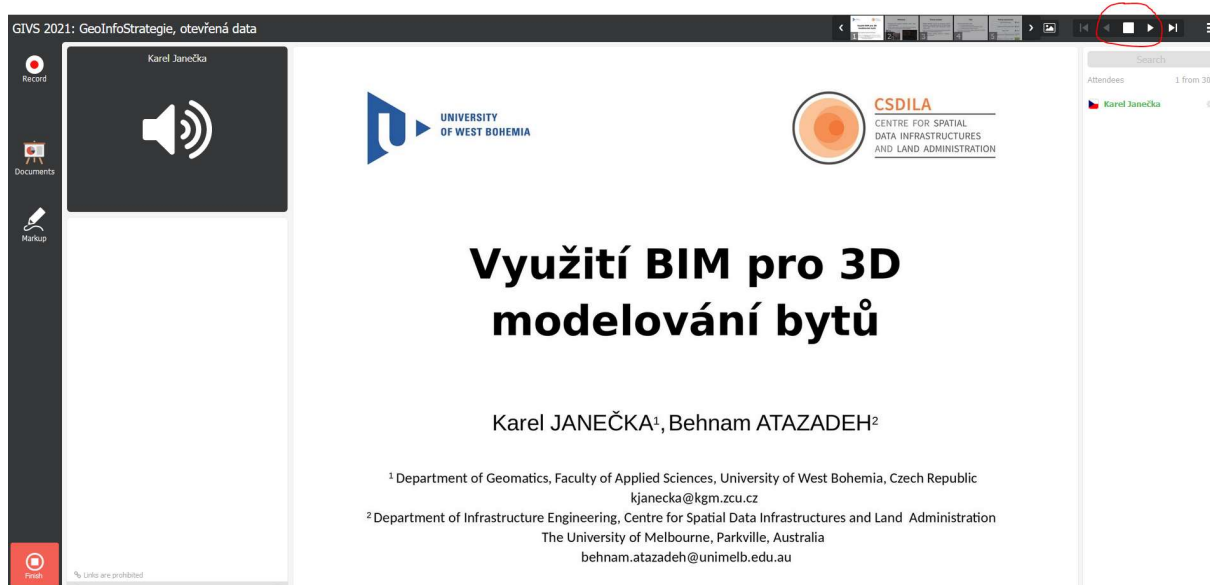 GIVS 2021: GeoInfoStrategie, otevřená data
Record
Karel Janečka
Search
Attendees
1 from 30
Karel Janečka
Documents
Markup
UNIVERSITY
OF WEST BOHEMIA
CSDILA
CENTRE FOR SPATIAL
DATA INFRASTRUCTURES
AND LAND ADMINISTRATION
Využití BIM pro 3D
modelování bytů
Karel JANEČKA¹, Behnam ATAZADEH²
¹ Department of Geomatics, Faculty of Applied Sciences, University of West Bohemia, Czech Republic
kjanecka@kgm.zcu.cz
² Department of Infrastructure Engineering, Centre for Spatial Data Infrastructures and Land Administration
The University of Melbourne, Parkville, Australia
behnam.atazadeh@unimelb.edu.au
Finish
Links are prohibited